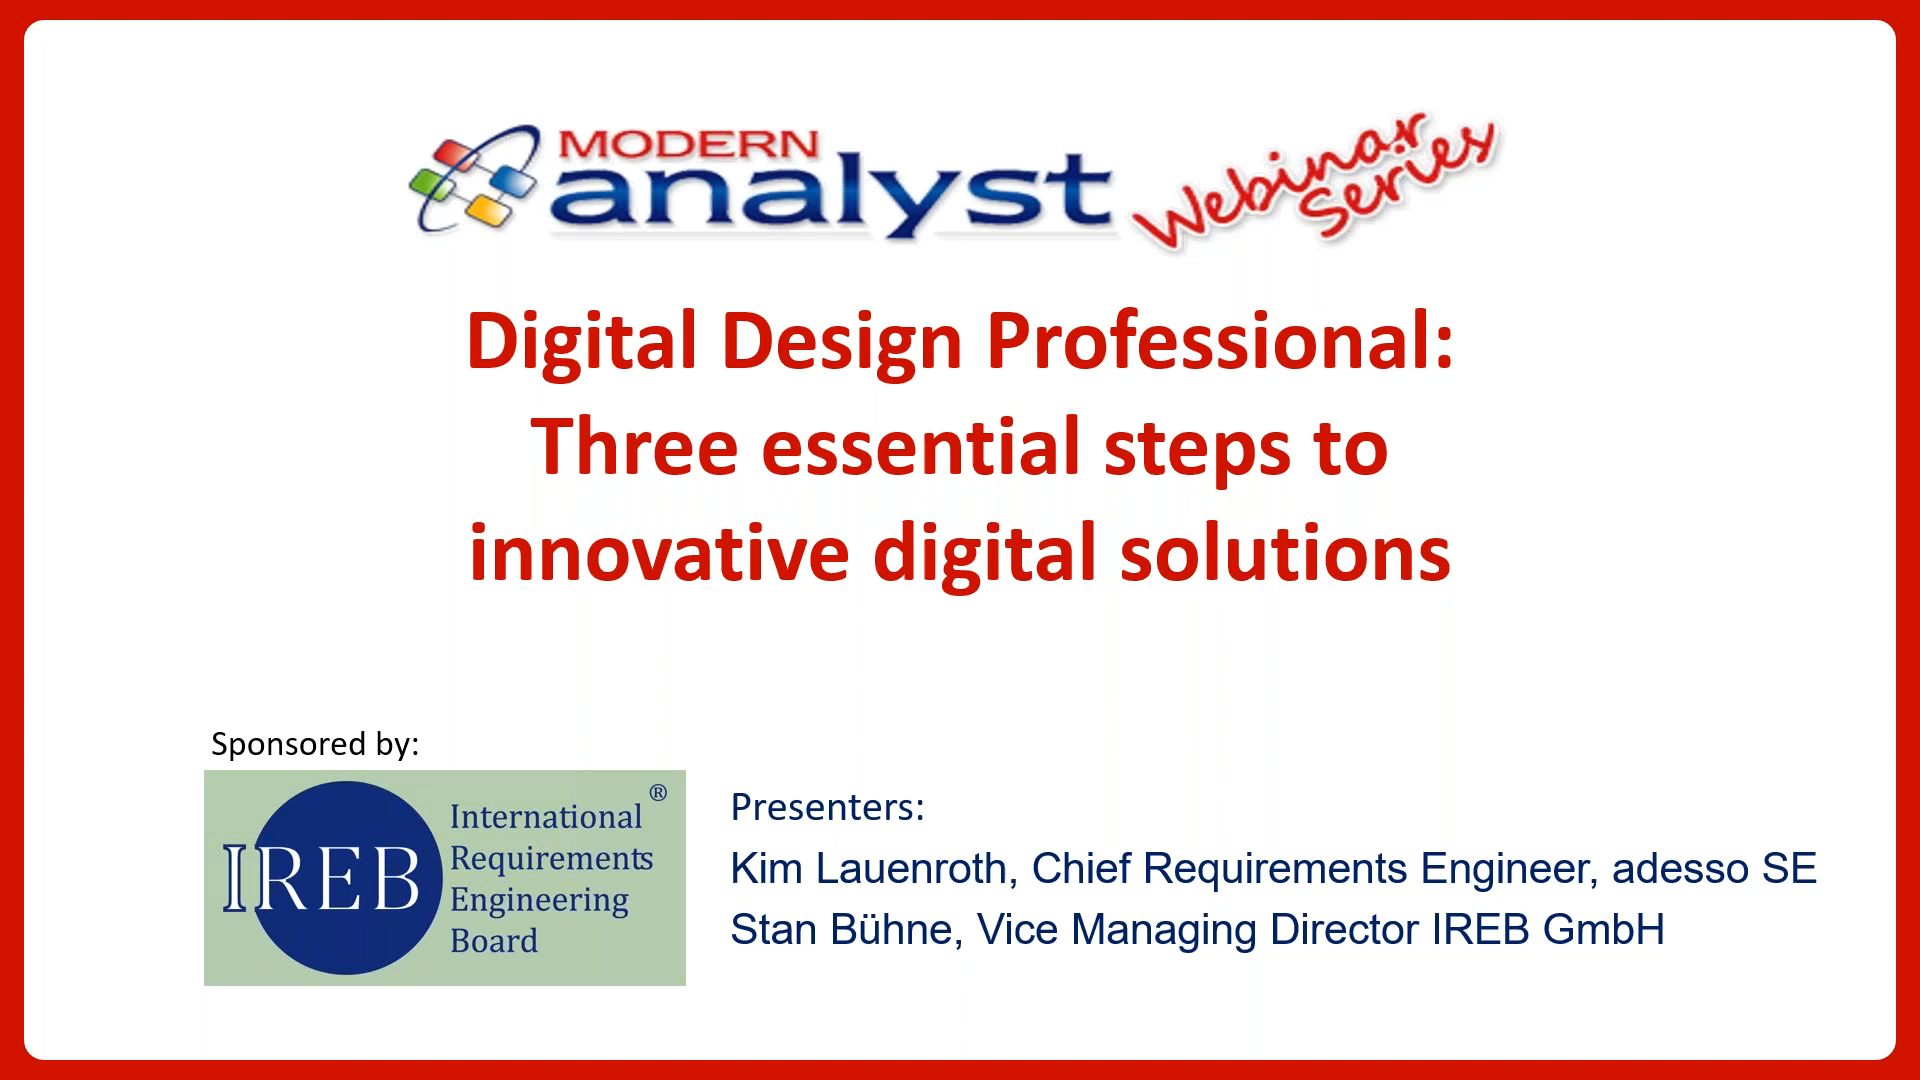 MODERN
analyst
Webinar
Series
Digital Design Professional:
Three essential steps to
innovative digital solutions
Sponsored by:
IREB
International ®
Requirements
Engineering
Board
Presenters:
Kim Lauenroth, Chief Requirements Engineer, adesso SE
Stan Bühne, Vice Managing Director IREB GmbH